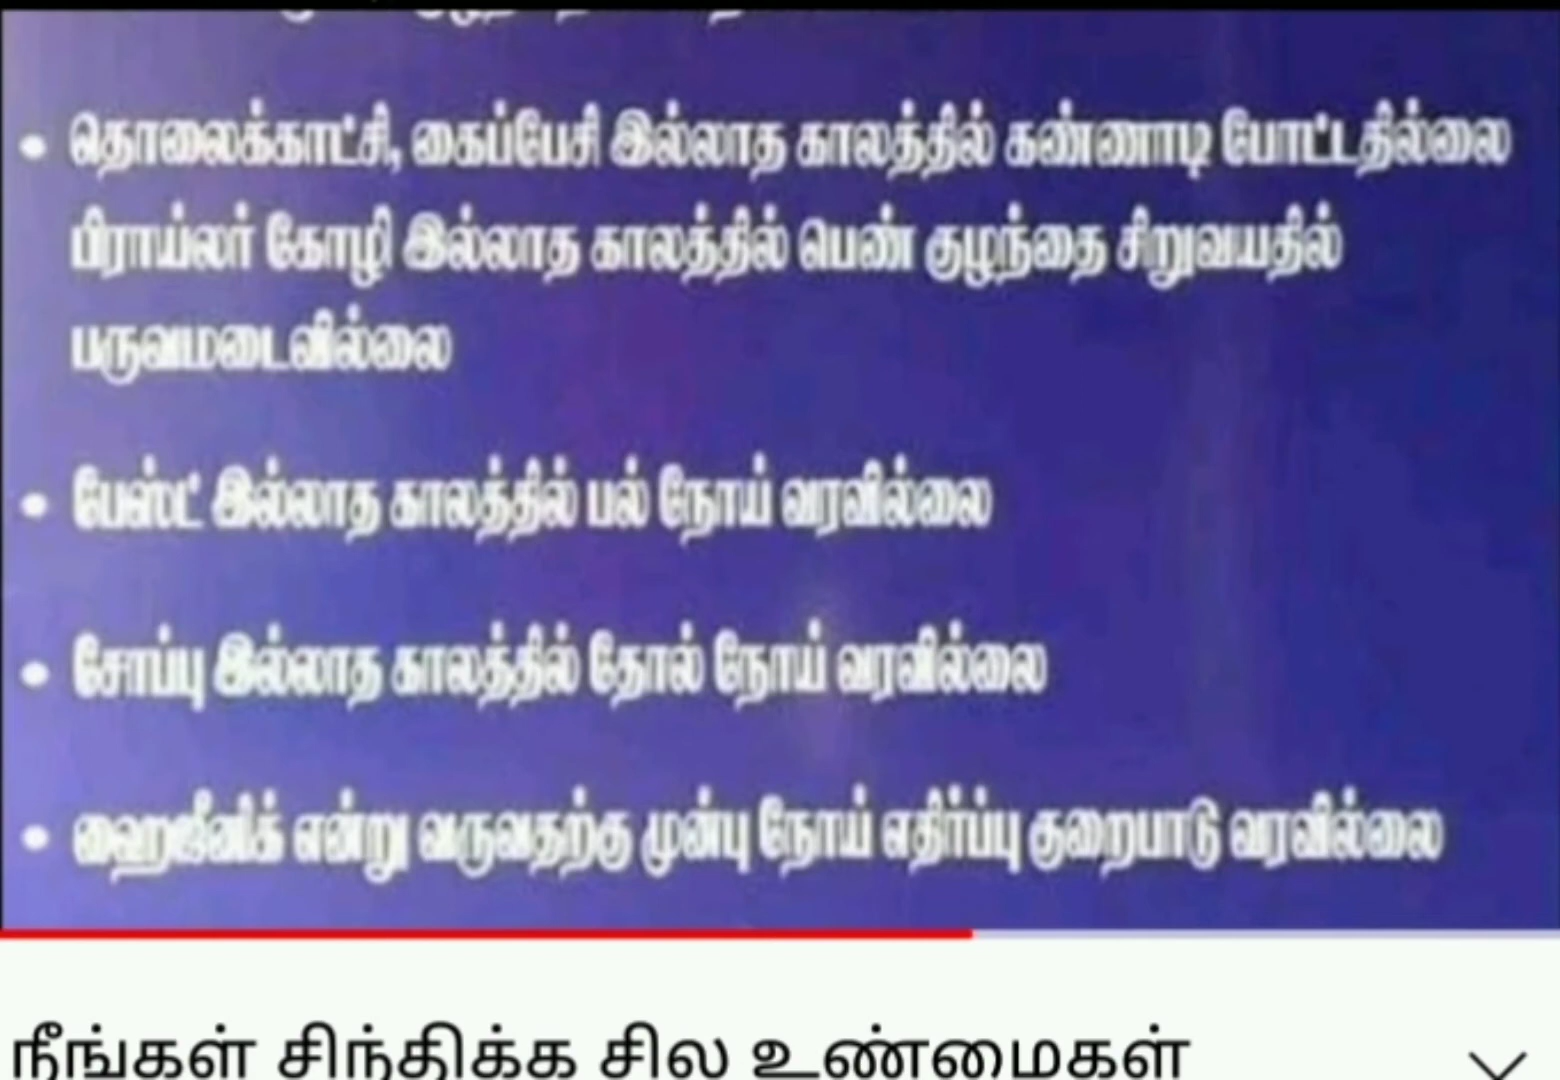 • தொலைக்காட்சி, கைப்பேசி இல்லாத காலத்தில் கண்ணாடி போட்டதில்லை
பிராய்லர் கோழி இல்லாத காலத்தில் பெண் குழந்தை சிறுவயதில்
பருவமடைவில்லை
• பேஸ்ட் இல்லாத காலத்தில் பல் நோய் வரவில்லை
• சோப்பு இல்லாத காலத்தில் தோல் நோய் வரவில்லை
• ஹைஜீனிக் என்று வருவதற்கு முன்பு நோய் எதிர்ப்பு குறைபாடு வரவில்லை
நீங்கள் சிந்திக்க சில உண்மைகள்